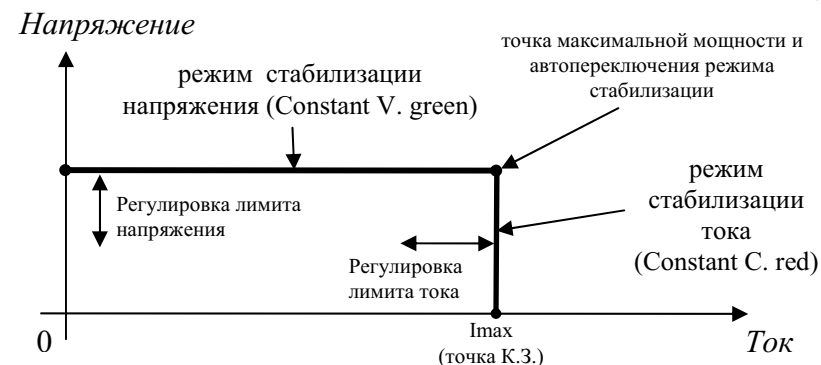 Напряжение
точка максимальной мощности и
автопереключения режима
стабилизации
режим стабилизации
напряжения (Constant V. green)
режим
стабилизации
тока
(Constant C. red)
Регулировка лимита
напряжения
Регулировка
лимита тока
0
Imax
(точка К.З.)
Ток